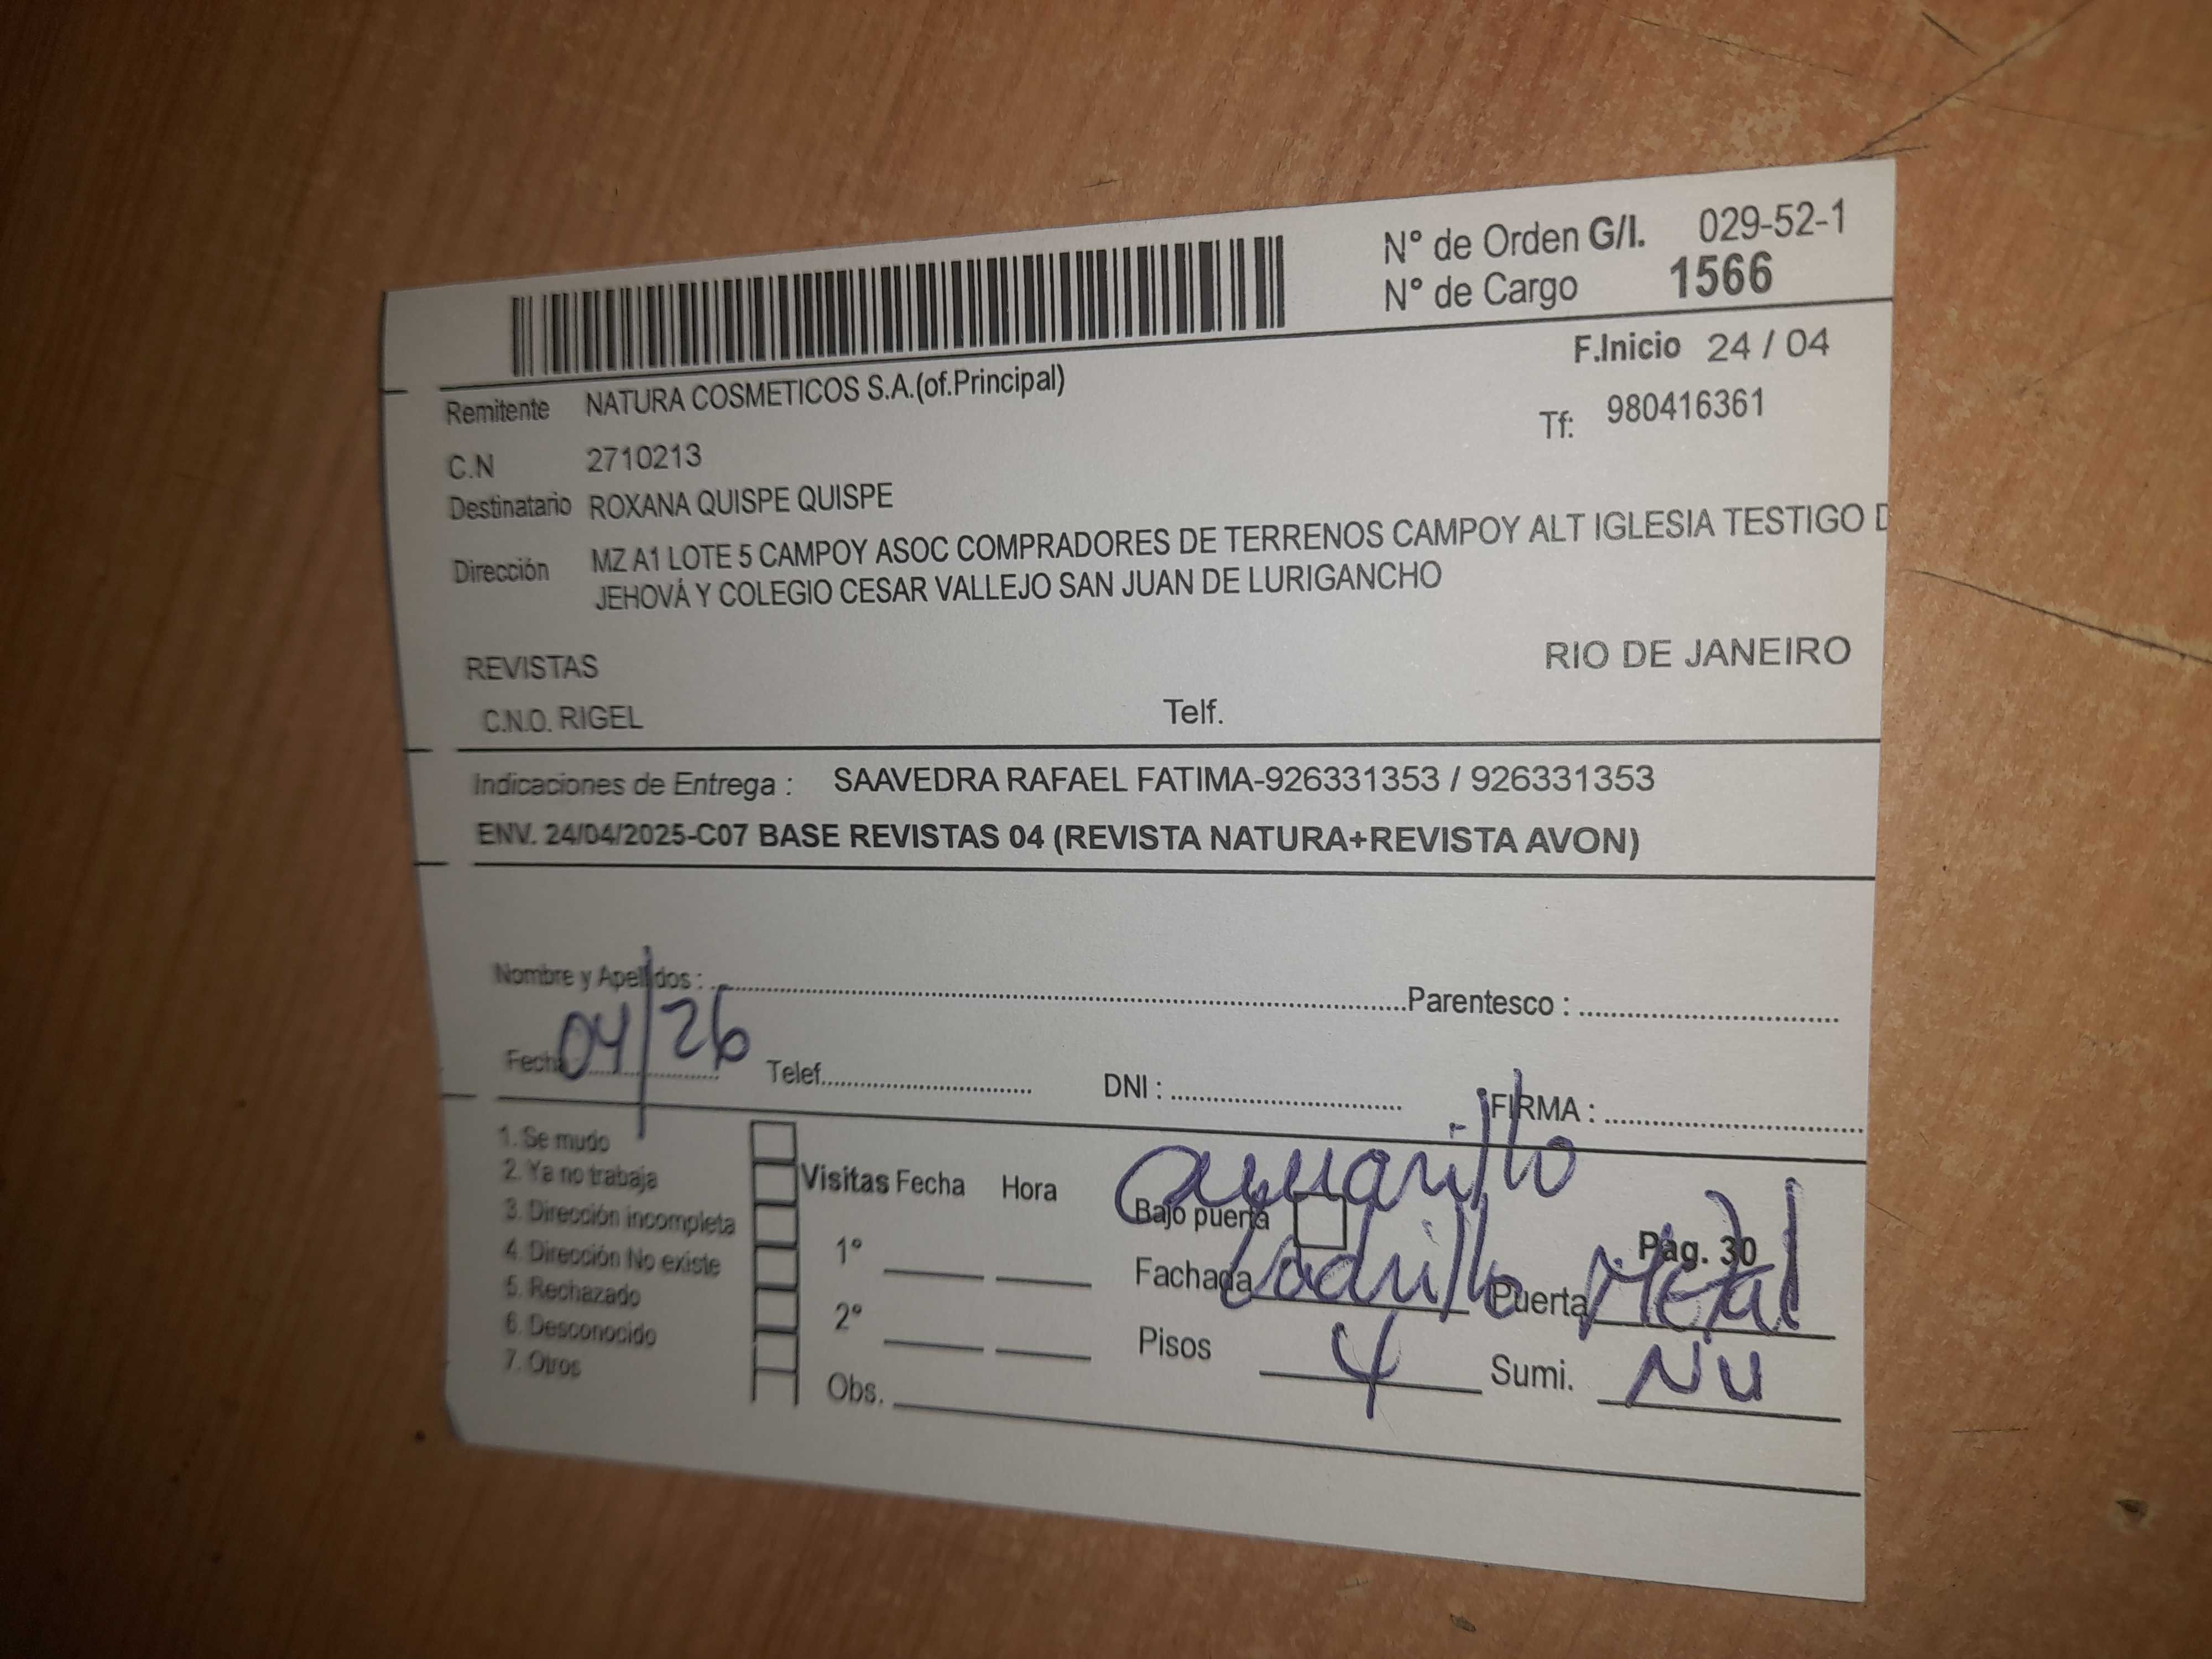 N° de Orden G/I. 029-52-1
N° de Cargo 1566
F.Inicio 24 / 04
Remitente NATURA COSMETICOS S.A.(of.Principal)
Tf: 980416361
C.N 2710213
Destinatario ROXANA QUISPE QUISPE
Dirección MZ A1 LOTE 5 CAMPOY ASOC COMPRADORES DE TERRENOS CAMPOY ALT IGLESIA TESTIGO D
JEHOVÁ Y COLEGIO CESAR VALLEJO SAN JUAN DE LURIGANCHO
REVISTAS RIO DE JANEIRO
C.N.O. RIGEL Telf.
Indicaciones de Entrega : SAAVEDRA RAFAEL FATIMA-926331353 / 926331353
ENV. 24/04/2025-C07 BASE REVISTAS 04 (REVISTA NATURA+REVISTA AVON)
Nombre y Apellidos : Parentesco :
Fecha 04/26 Telef. DNI : FIRMA :
1. Se mudo
2. Ya no trabaja
3. Dirección incompleta
4. Dirección No existe
5. Rechazado
6. Desconocido
7. Otros
Visitas Fecha Hora
1°
2°
Obs.
amarillo
Bajo puerta Pag. 30
Fachada ladrillo Puerta Metal
Pisos 4 Sumi. NU